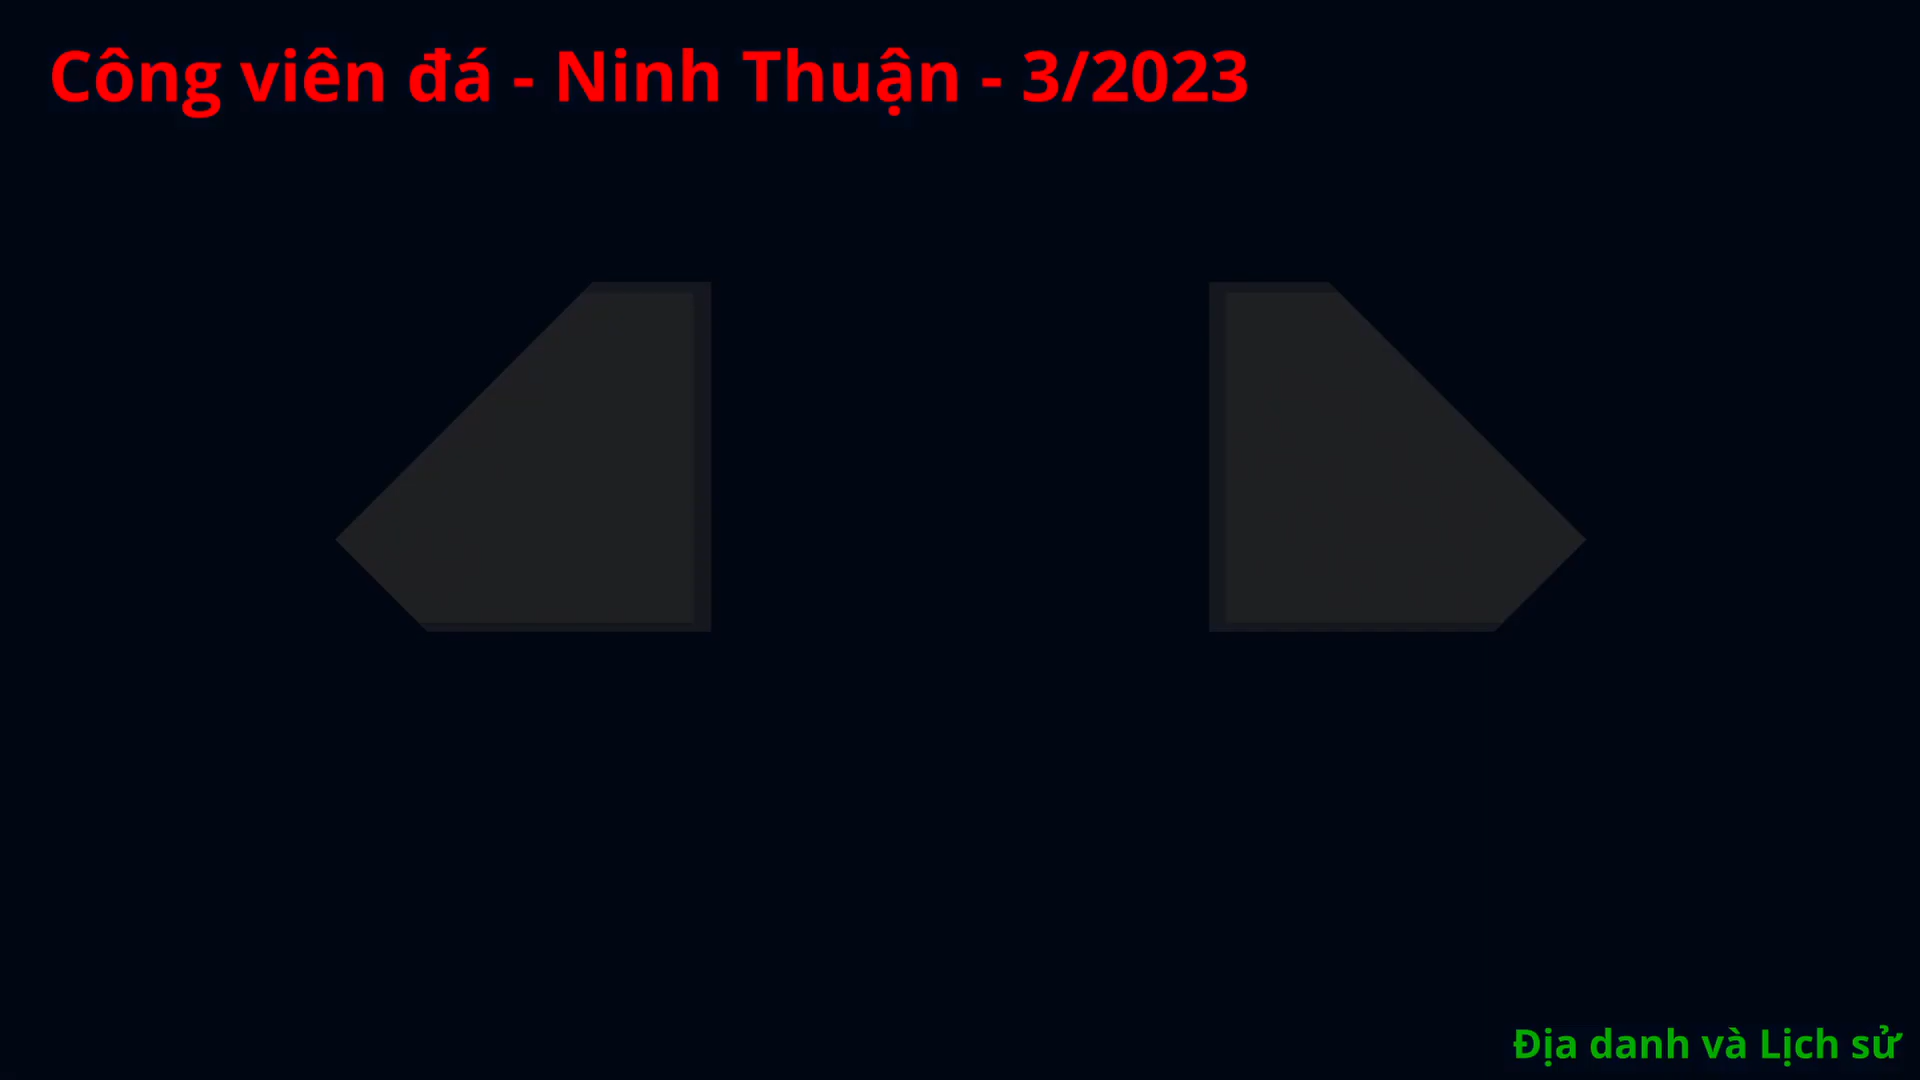 Công viên đá - Ninh Thuận - 3/2023
Địa danh và Lịch sử